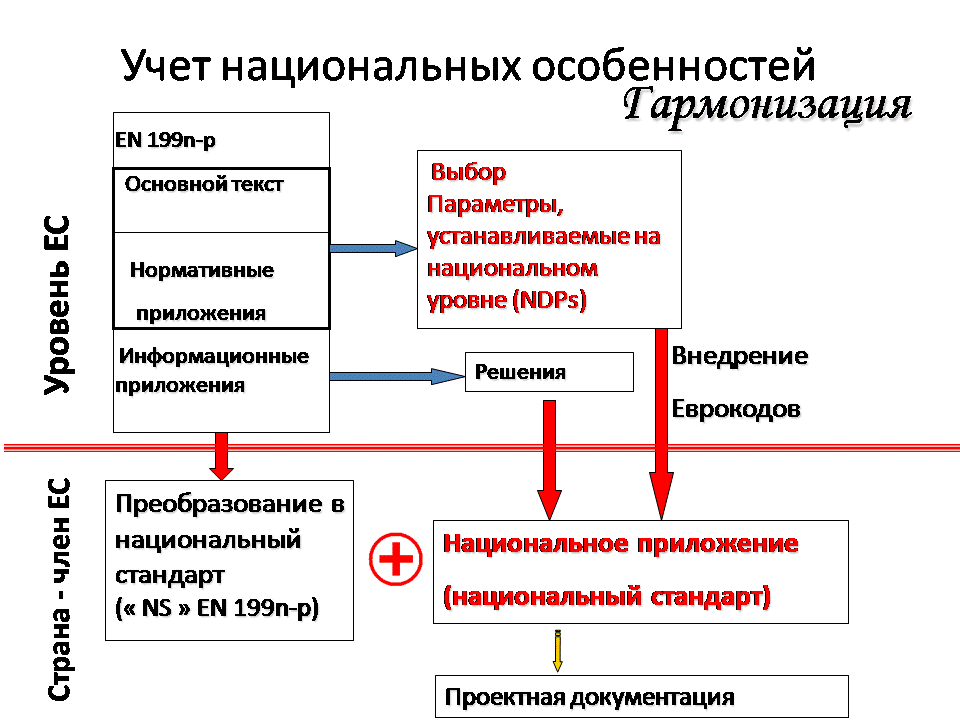 Учет национальных особенностей
Гармонизация
EN 199n-p
Основной текст
Нормативные
приложения
Информационные
приложения
Выбор
Параметры,
устанавливаемые на
национальном
уровне (NDPs)
Решения
Внедрение
Еврокодов
Уровень ЕС
Страна - член ЕС
Преобразование в
национальный
стандарт
(« NS » EN 199n-p)
Национальное приложение
(национальный стандарт)
Проектная документация